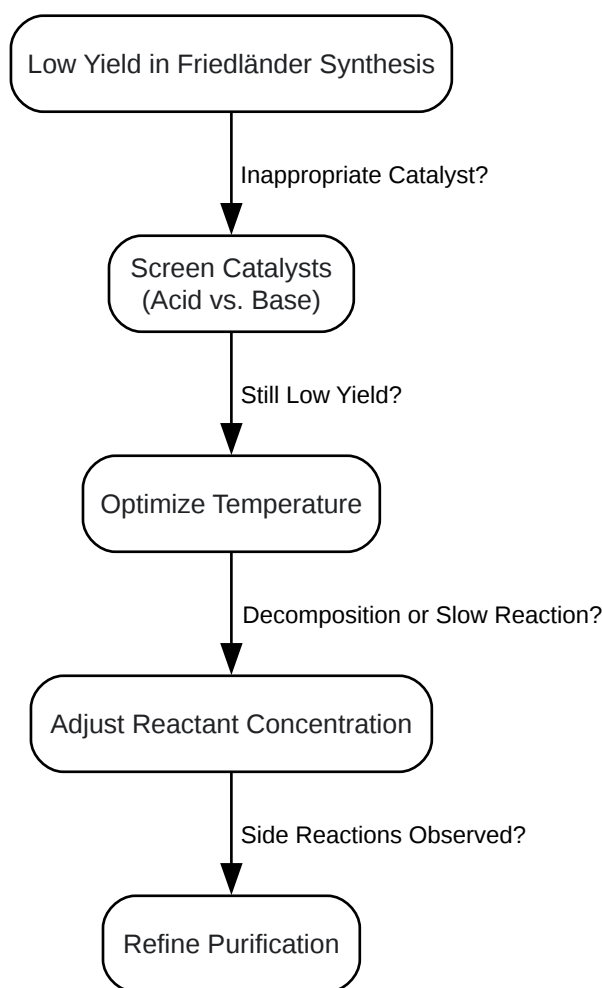 Low Yield in Friedländer Synthesis
Inappropriate Catalyst?
Screen Catalysts
(Acid vs. Base)
Still Low Yield?
Optimize Temperature
Decomposition or Slow Reaction?
Adjust Reactant Concentration
Side Reactions Observed?
Refine Purification